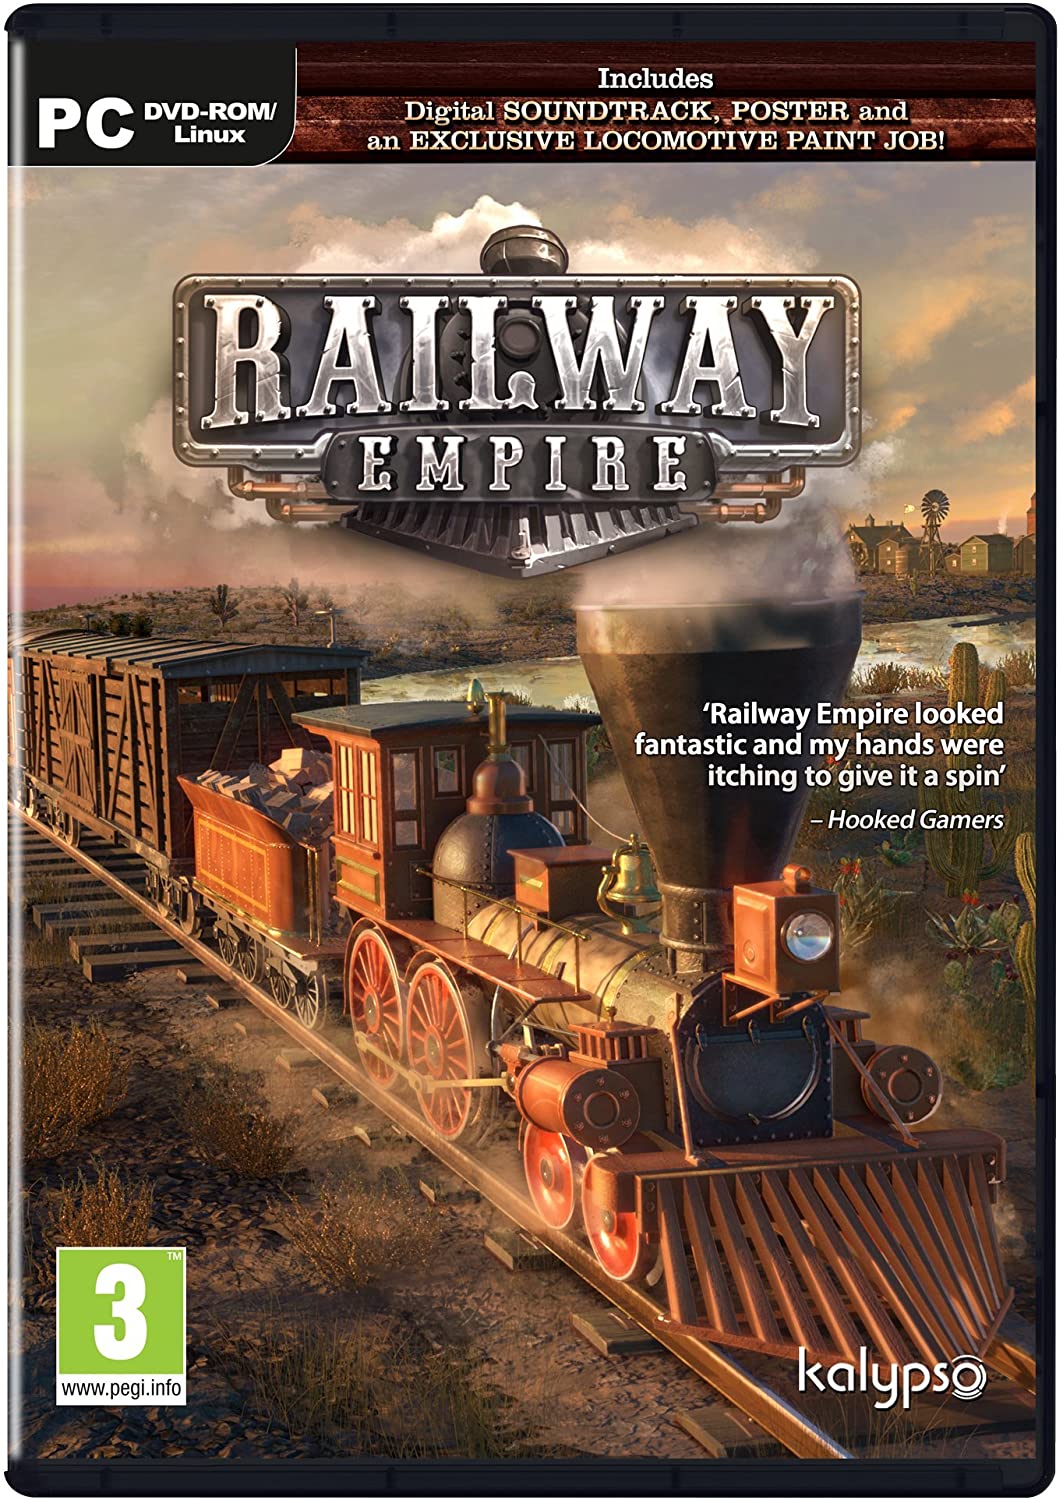 PC DVD-ROM/
Linux
Includes
Digital SOUNDTRACK, POSTER and
an EXCLUSIVE LOCOMOTIVE PAINT JOB!
RAILWAY
EMPIRE
‘Railway Empire looked
fantastic and my hands were
itching to give it a spin’
– Hooked Gamers
3™
www.pegi.info
kalypso